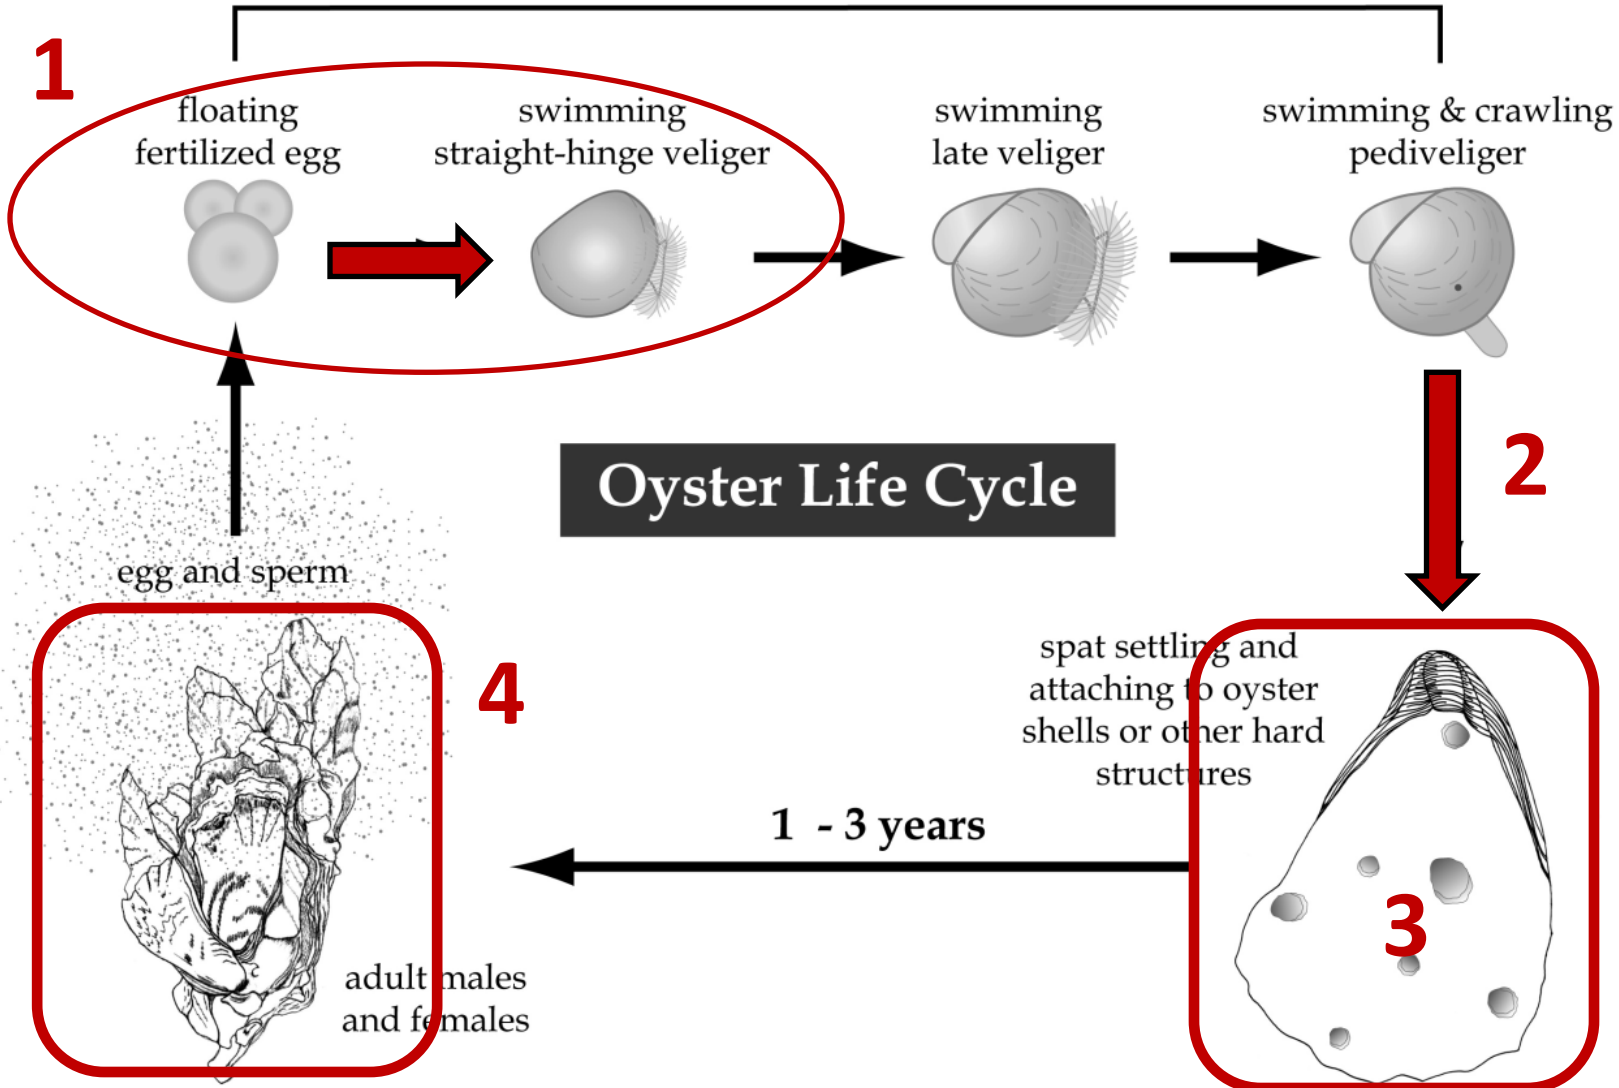 1
floating
fertilized egg
swimming
straight-hinge veliger
swimming
late veliger
swimming & crawling
pediveliger
Oyster Life Cycle
2
egg and sperm
4
spat settling and
attaching to oyster
shells or other hard
structures
1 - 3 years
3
adult males
and females